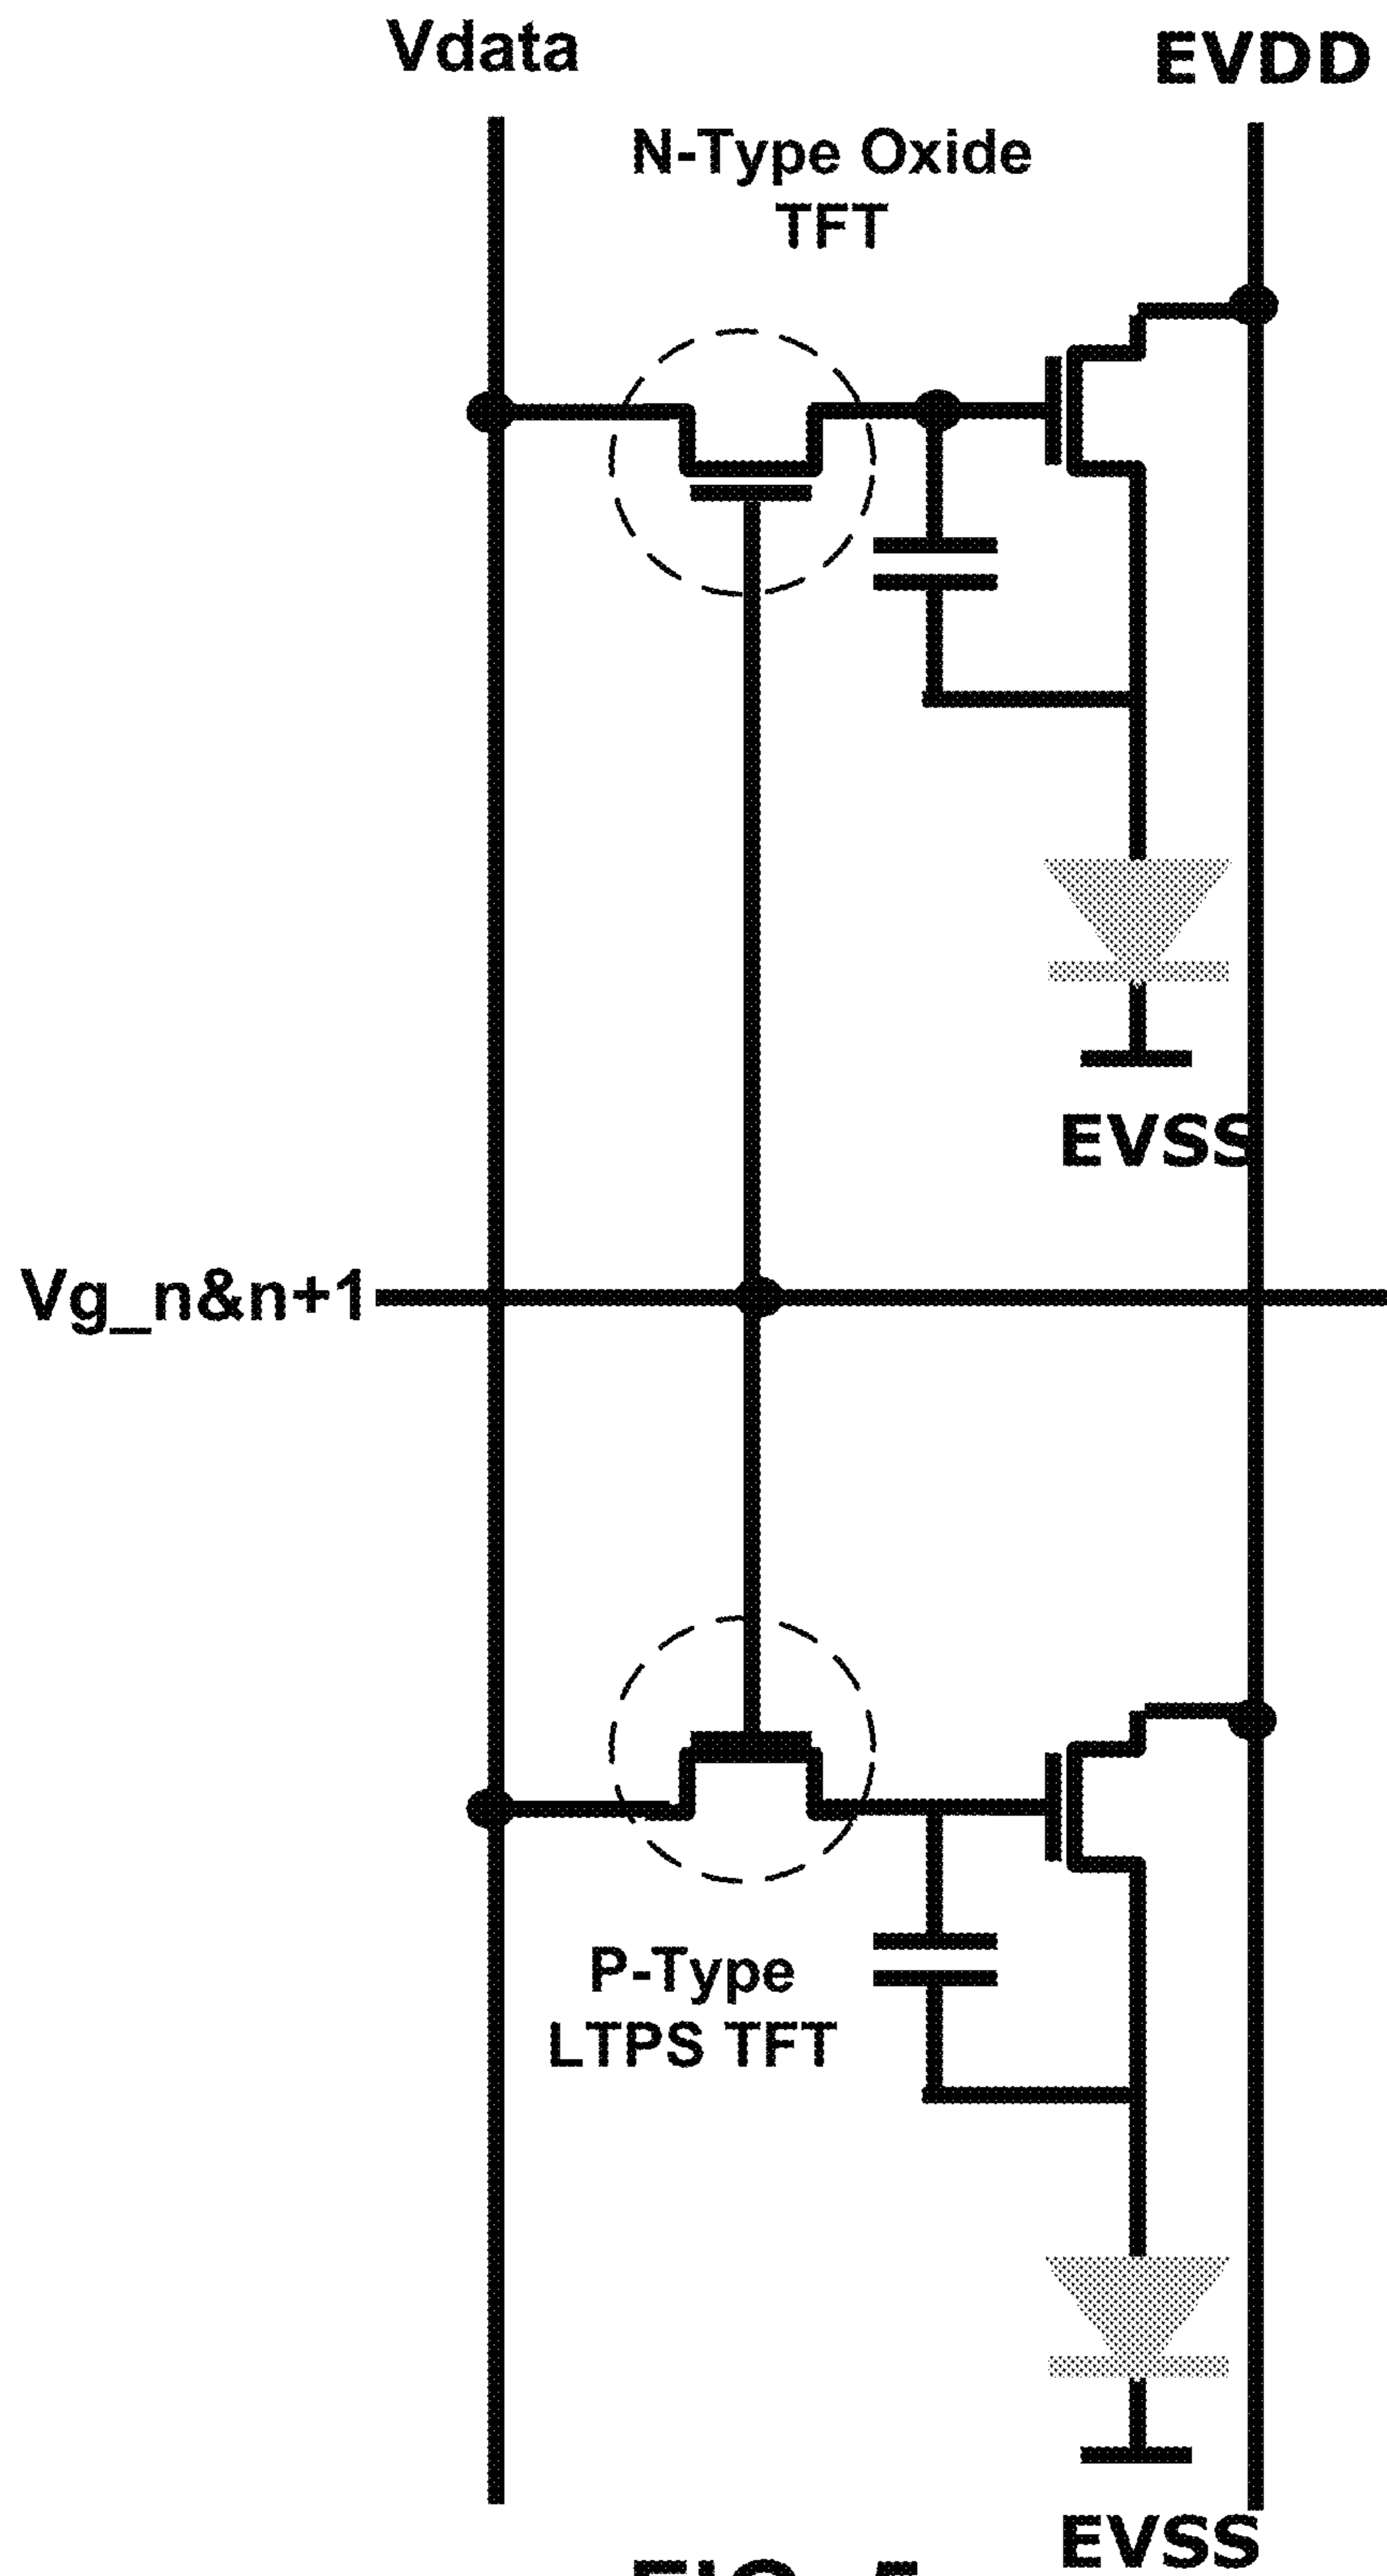 Vdata
EVDD
N-Type Oxide
TFT
EVSS
Vg_n&n+1
P-Type
LTPS TFT
EVSS